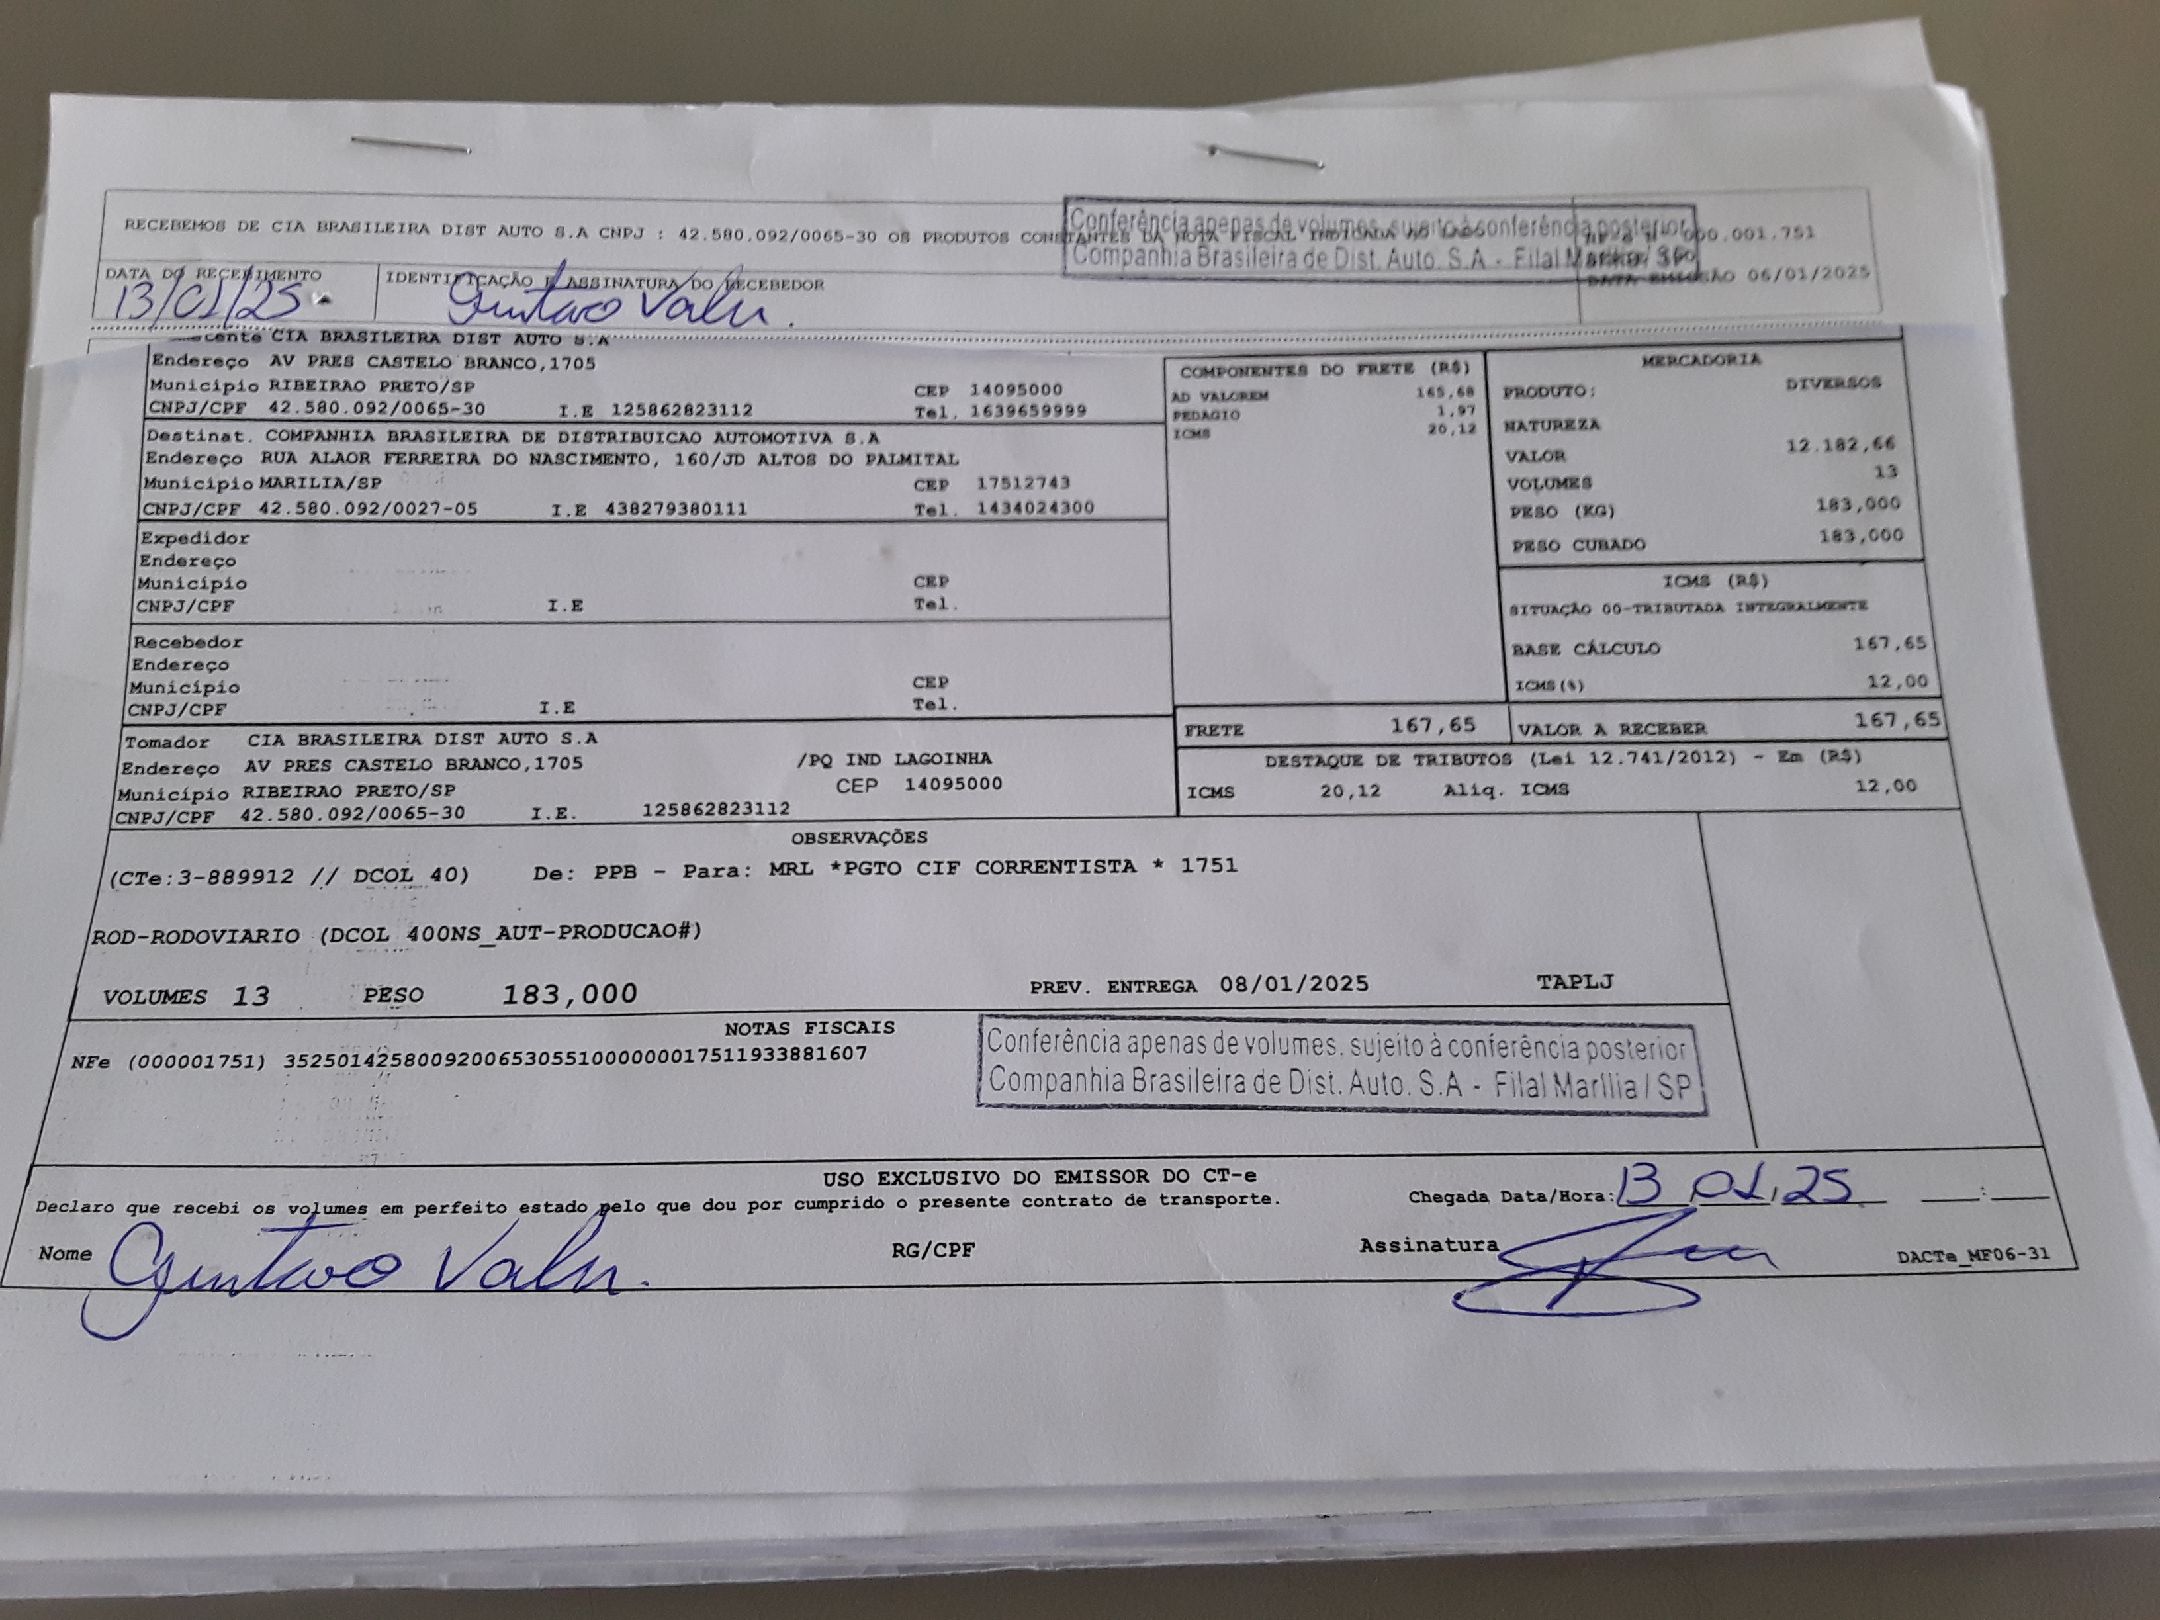 RECEBEMOS DE CIA BRASILEIRA DIST AUTO S.A CNPJ : 42.580.092/0065-30 OS PRODUTOS CONSTANTES DA NOTA FISCAL INDICADA AO
000.001.751
Conferência apenas de volumes, sujeito à conferência posterior
Companhia Brasileira de Dist. Auto. S.A - Filal Marília / SP
DATA EMISSÃO 06/01/2025
DATA DO RECEBIMENTO
13/01/25
IDENTIFICAÇÃO E ASSINATURA DO RECEBEDOR
Gustavo
CIA BRASILEIRA DIST AUTO S.A
Endereço AV PRES CASTELO BRANCO,1705
Município RIBEIRAO PRETO/SP CEP 14095000
CNPJ/CPF 42.580.092/0065-30 I.E 125862823112 Tel. 1639659999
Destinat. COMPANHIA BRASILEIRA DE DISTRIBUICAO AUTOMOTIVA S.A
Endereço RUA ALAOR FERREIRA DO NASCIMENTO, 160/JD ALTOS DO PALMITAL
Município MARILIA/SP CEP 17512743
CNPJ/CPF 42.580.092/0027-05 I.E 438279380111 Tel. 1434024300
Expedidor
Endereço
Município CEP
CNPJ/CPF I.E Tel.
Recebedor
Endereço
Município CEP
CNPJ/CPF I.E Tel.
Tomador CIA BRASILEIRA DIST AUTO S.A
Endereço AV PRES CASTELO BRANCO,1705 /PQ IND LAGOINHA
Município RIBEIRAO PRETO/SP CEP 14095000
CNPJ/CPF 42.580.092/0065-30 I.E. 125862823112
COMPONENTES DO FRETE (R$)
AD VALOREM 165,68
PEDAGIO 1,97
ICMS 20,12
MERCADORIA
PRODUTO: DIVERSOS
NATUREZA
VALOR 12.182,66
VOLUMES 13
PESO (KG) 183,000
PESO CUBADO 183,000
ICMS (R$)
SITUAÇÃO 00-TRIBUTADA INTEGRALMENTE
BASE CÁLCULO 167,65
ICMS(%) 12,00
FRETE 167,65 VALOR A RECEBER 167,65
DESTAQUE DE TRIBUTOS (Lei 12.741/2012) - Em (R$)
ICMS 20,12 Aliq. ICMS 12,00
OBSERVAÇÕES
(CTe:3-889912 // DCOL 40) De: PPB - Para: MRL *PGTO CIF CORRENTISTA * 1751
ROD-RODOVIARIO (DCOL 400NS_AUT-PRODUCAO#)
VOLUMES 13 PESO 183,000 PREV. ENTREGA 08/01/2025 TAPLJ
NOTAS FISCAIS
NFe (000001751) 35250142580092006530551000000017511933881607
Conferência apenas de volumes, sujeito à conferência posterior
Companhia Brasileira de Dist. Auto. S.A - Filal Marília / SP
USO EXCLUSIVO DO EMISSOR DO CT-e
Declaro que recebi os volumes em perfeito estado pelo que dou por cumprido o presente contrato de transporte.
Chegada Data/Hora: 13/01/25 :
Nome Gustavo RG/CPF Assinatura
DACTe_MF06-31